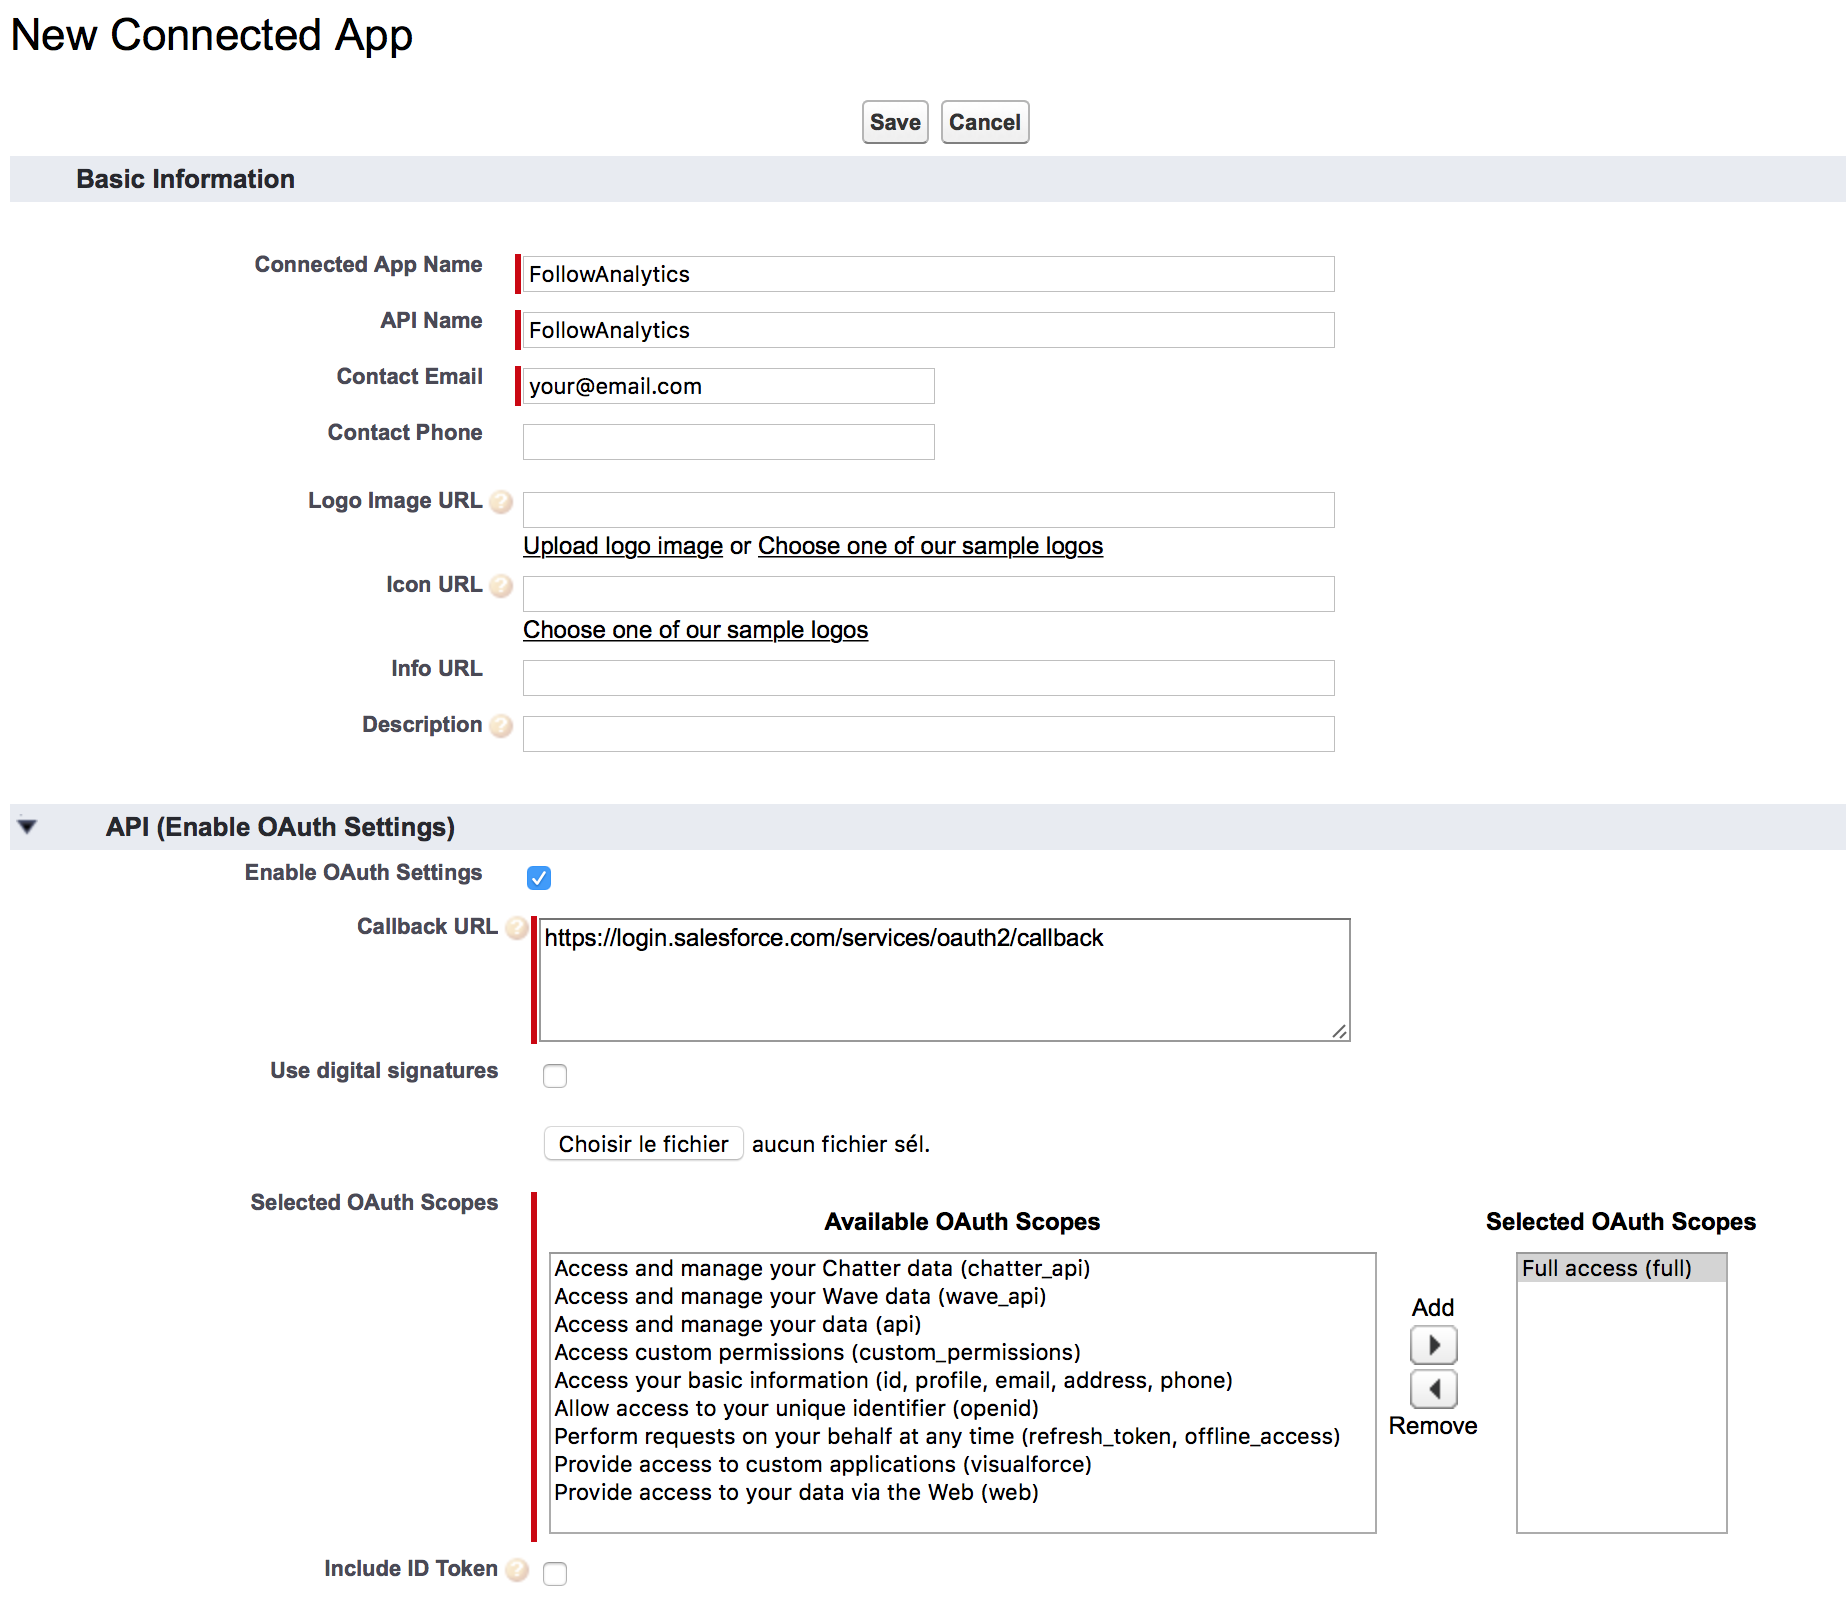 New Connected App
Save Cancel
Basic Information
Connected App Name FollowAnalytics
API Name FollowAnalytics
Contact Email your@email.com
Contact Phone
Logo Image URL ?
Upload logo image or Choose one of our sample logos
Icon URL ?
Choose one of our sample logos
Info URL
Description ?
API (Enable OAuth Settings)
Enable OAuth Settings
Callback URL ? https://login.salesforce.com/services/oauth2/callback
Use digital signatures
Choisir le fichier aucun fichier sél.
Selected OAuth Scopes
Available OAuth Scopes
Access and manage your Chatter data (chatter_api)
Access and manage your Wave data (wave_api)
Access and manage your data (api)
Access custom permissions (custom_permissions)
Access your basic information (id, profile, email, address, phone)
Allow access to your unique identifier (openid)
Perform requests on your behalf at any time (refresh_token, offline_access)
Provide access to custom applications (visualforce)
Provide access to your data via the Web (web)
Add
Remove
Selected OAuth Scopes
Full access (full)
Include ID Token ?